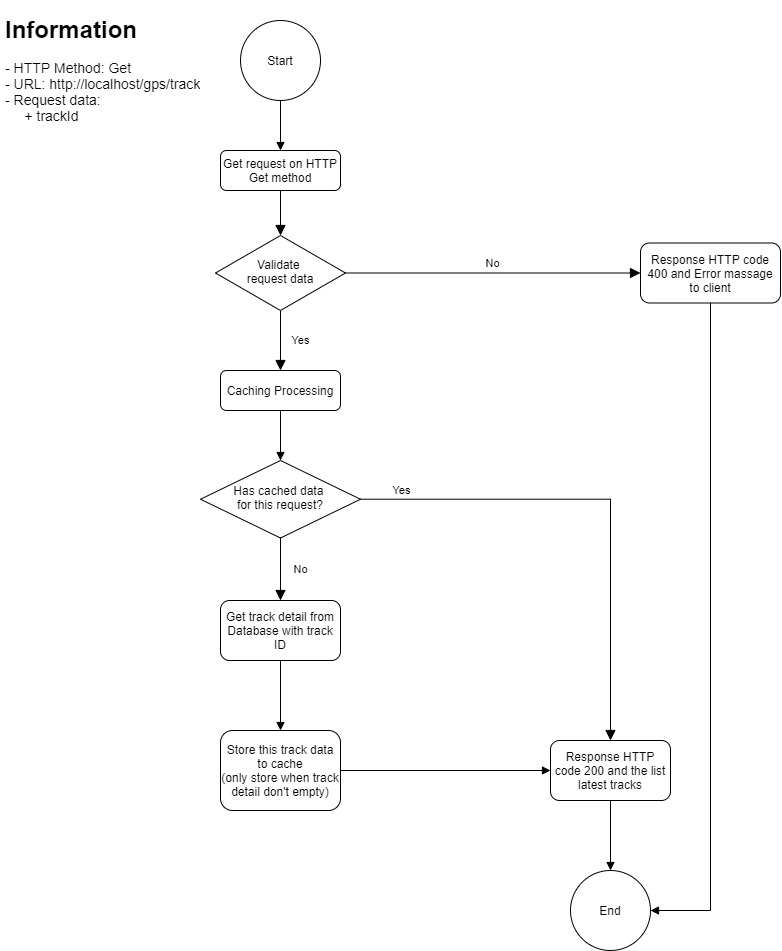 Information
- HTTP Method: Get
- URL: http://localhost/gps/track
- Request data:
+ trackId
Start
Get request on HTTP
Get method
Validate
request data
No
Response HTTP code
400 and Error massage
to client
Yes
Caching Processing
Has cached data
for this request?
Yes
No
Get track detail from
Database with track
ID
Store this track data
to cache
(only store when track
detail don't empty)
Response HTTP
code 200 and the list
latest tracks
End